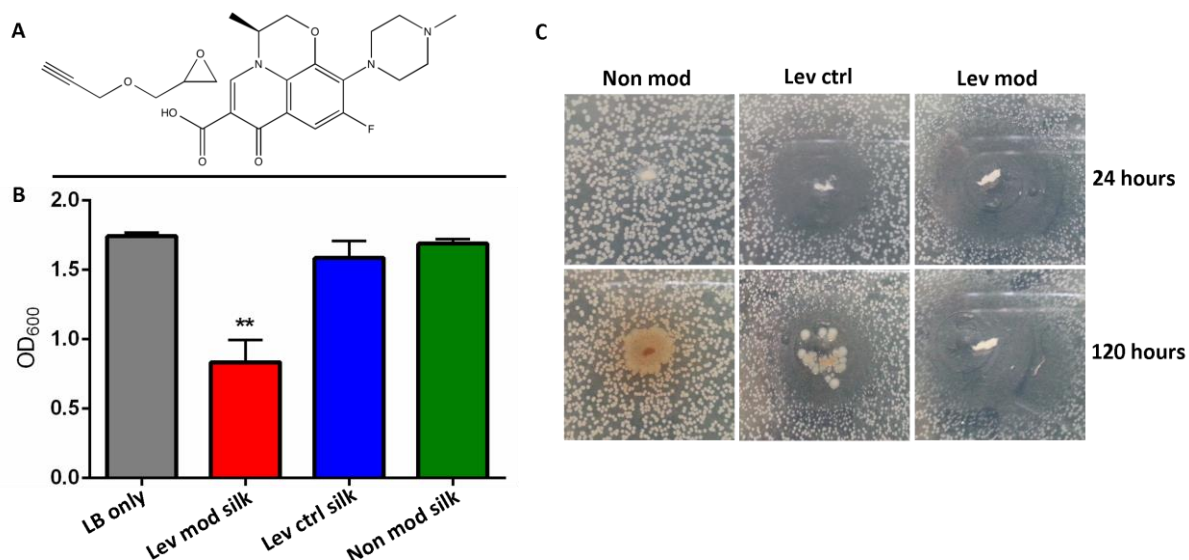 A
O
O
HO
O
O
N
O
N
N
F
B
2.0
1.5
1.0
0.5
0.0
OD600
**
LB only
Lev mod silk
Lev ctrl silk
Non mod silk
C
Non mod
Lev ctrl
Lev mod
24 hours
120 hours